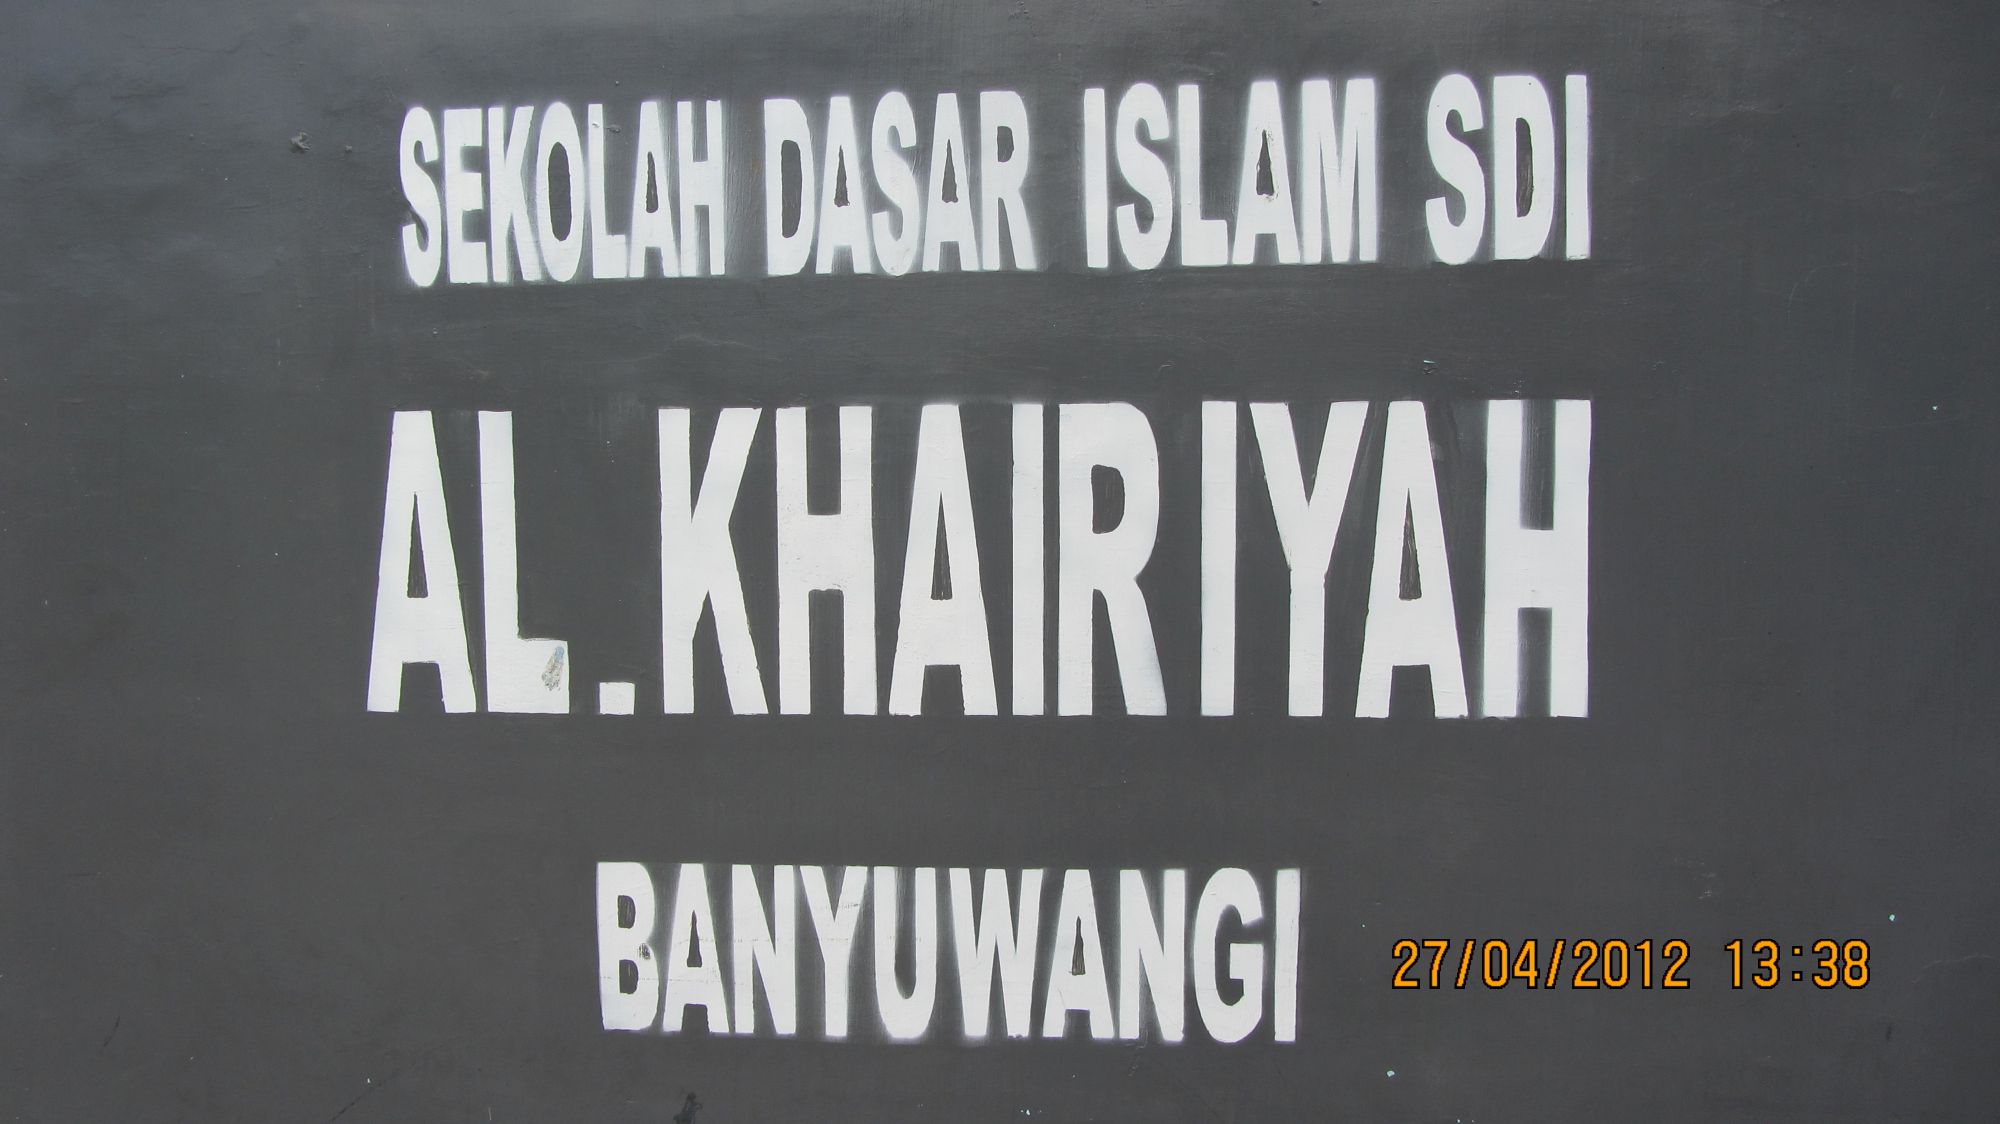 SEKOLAH DASAR ISLAM SDI
AL.KHAIRIYAH
BANYUWANGI
27/04/2012 13:38